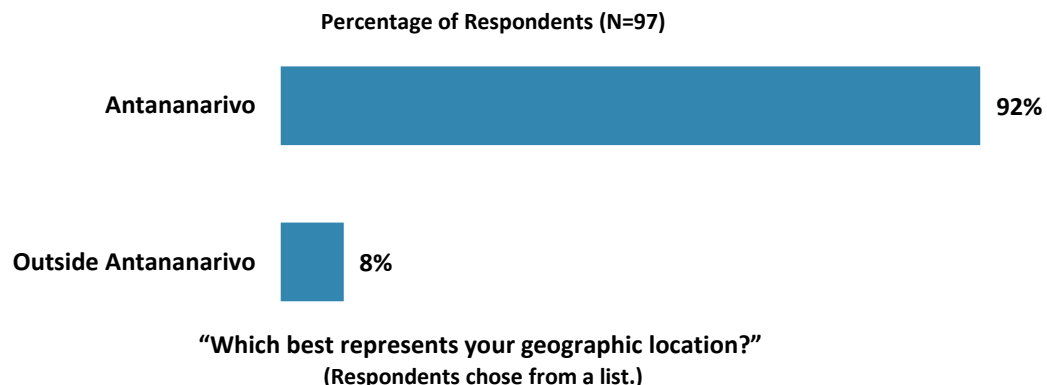 Percentage of Respondents (N=97)
Antananarivo
92%
Outside Antananarivo
8%
“Which best represents your geographic location?”
(Respondents chose from a list.)